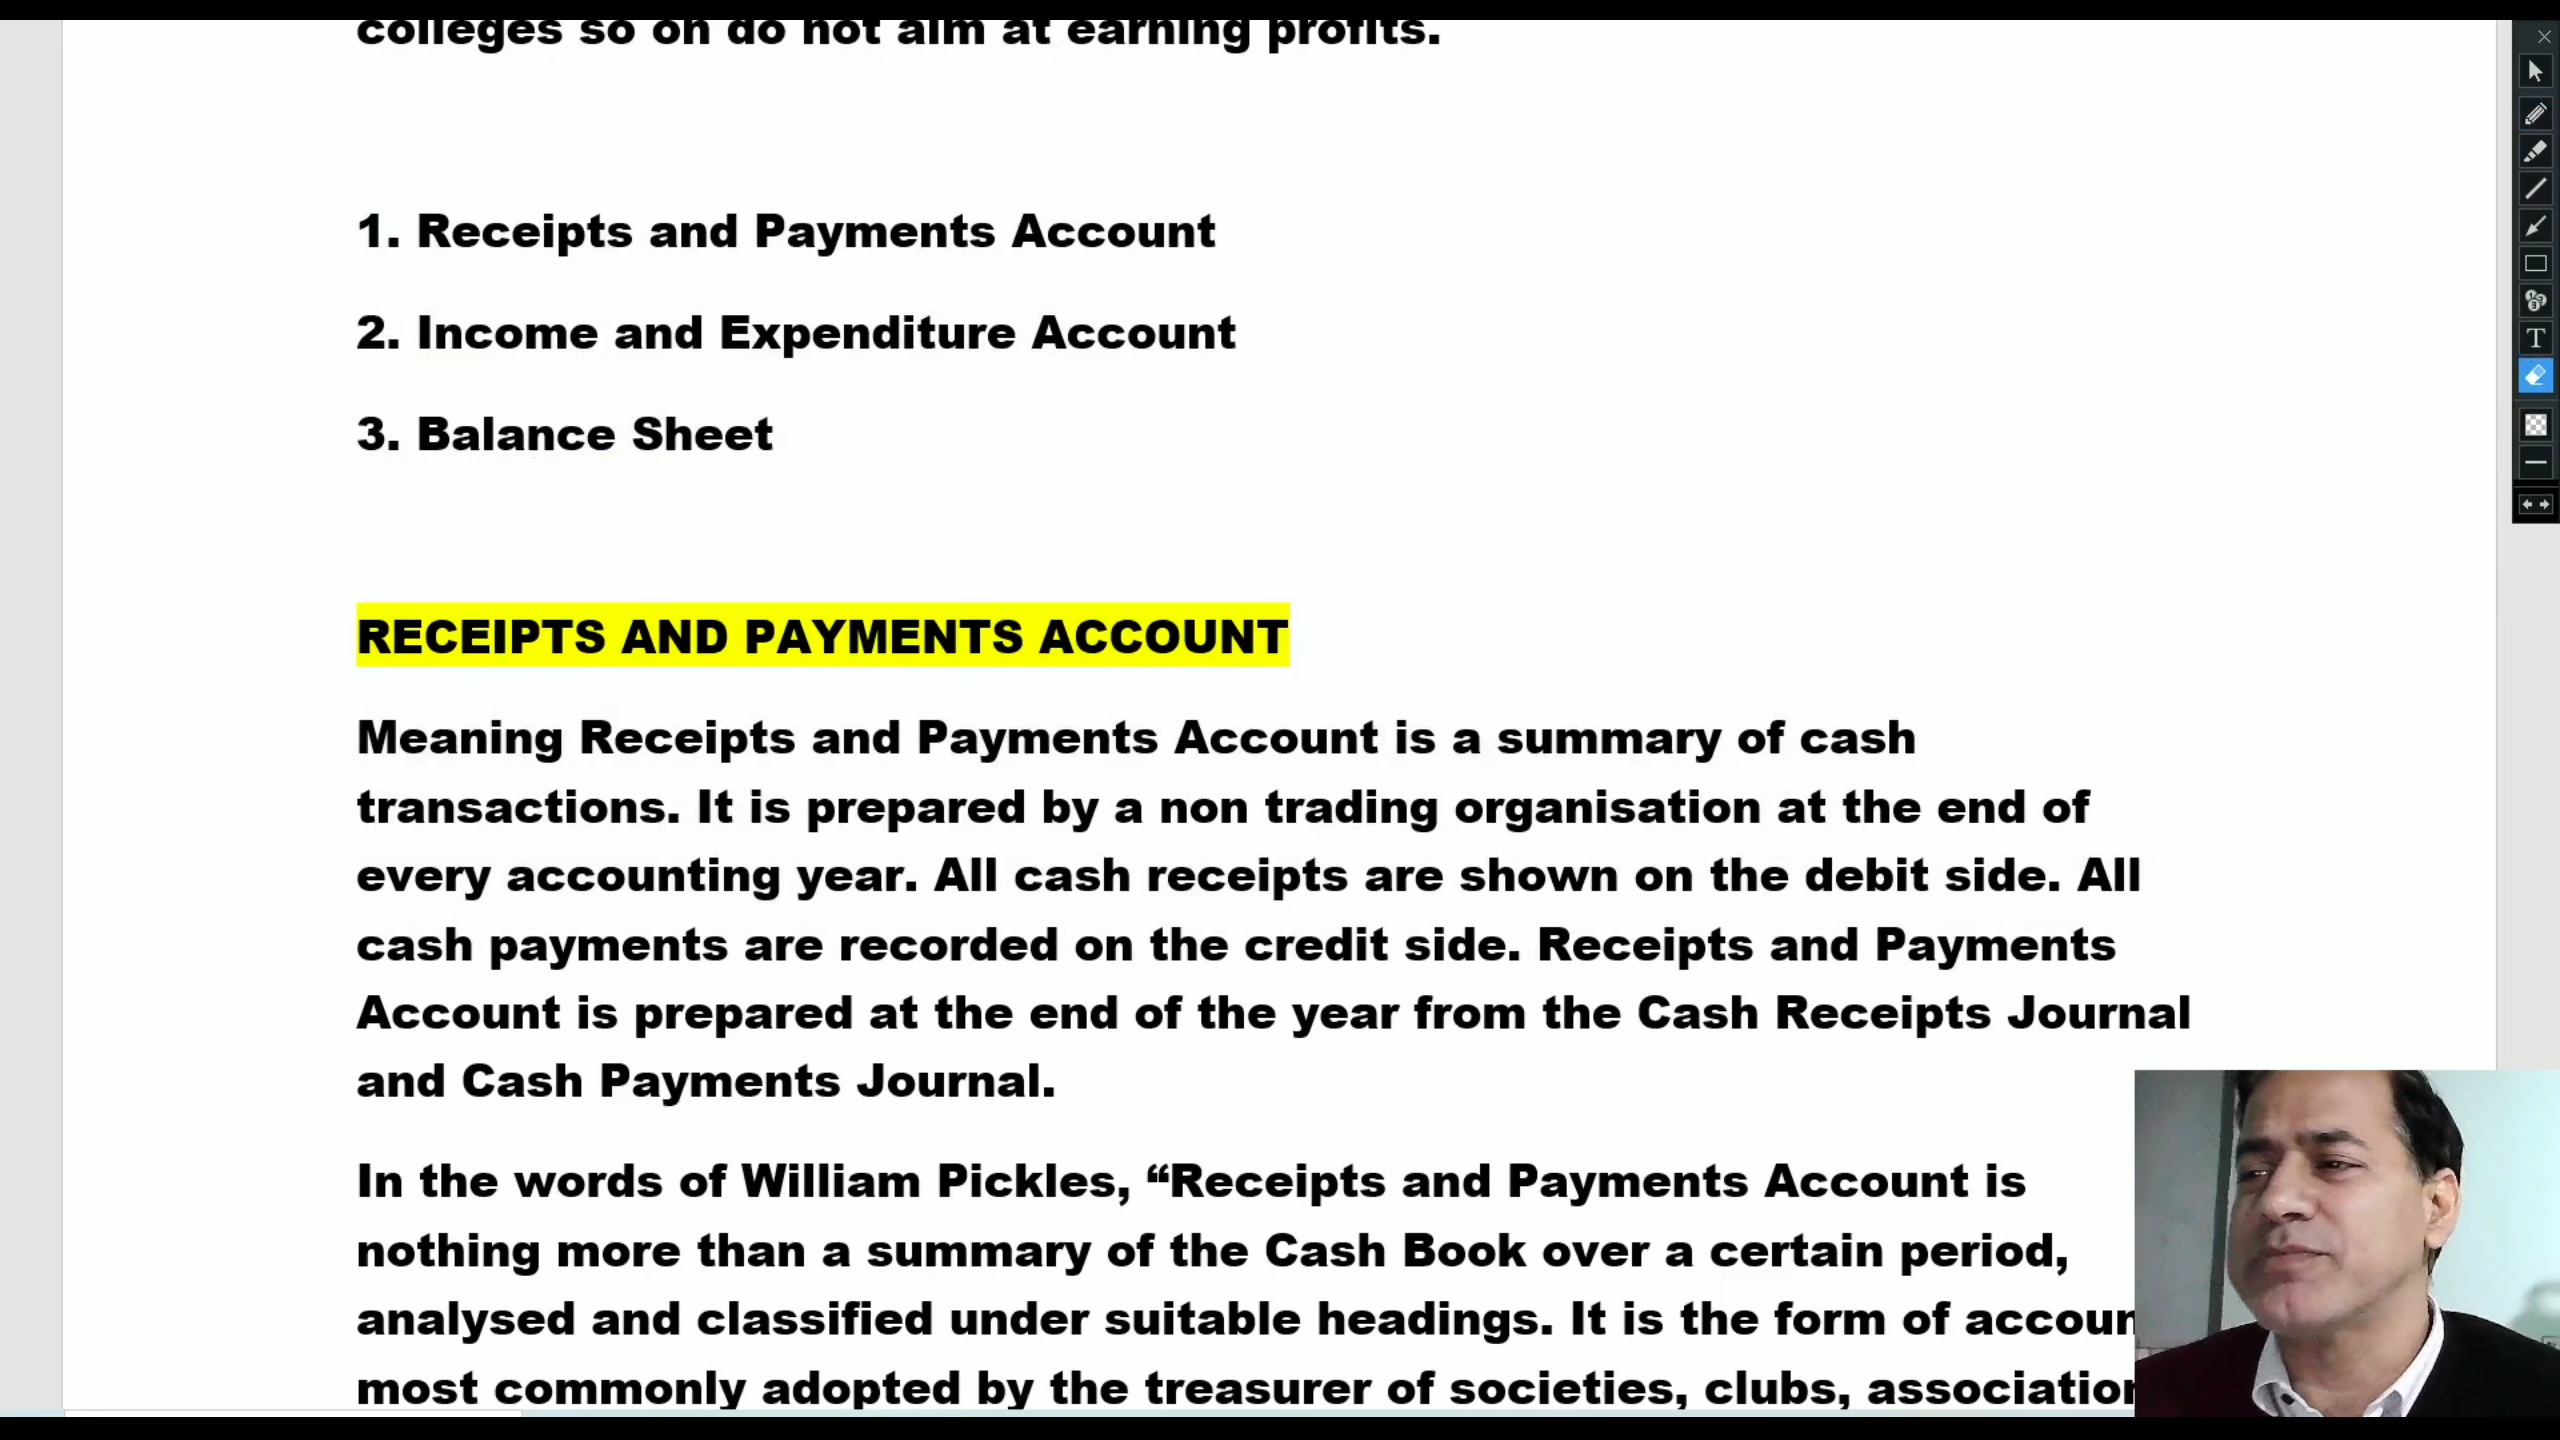 colleges so on do not aim at earning profits.
1. Receipts and Payments Account
2. Income and Expenditure Account
3. Balance Sheet
RECEIPTS AND PAYMENTS ACCOUNT
Meaning Receipts and Payments Account is a summary of cash
transactions. It is prepared by a non trading organisation at the end of
every accounting year. All cash receipts are shown on the debit side. All
cash payments are recorded on the credit side. Receipts and Payments
Account is prepared at the end of the year from the Cash Receipts Journal
and Cash Payments Journal.
In the words of William Pickles, “Receipts and Payments Account is
nothing more than a summary of the Cash Book over a certain period,
analysed and classified under suitable headings. It is the form of accoun
most commonly adopted by the treasurer of societies, clubs, association